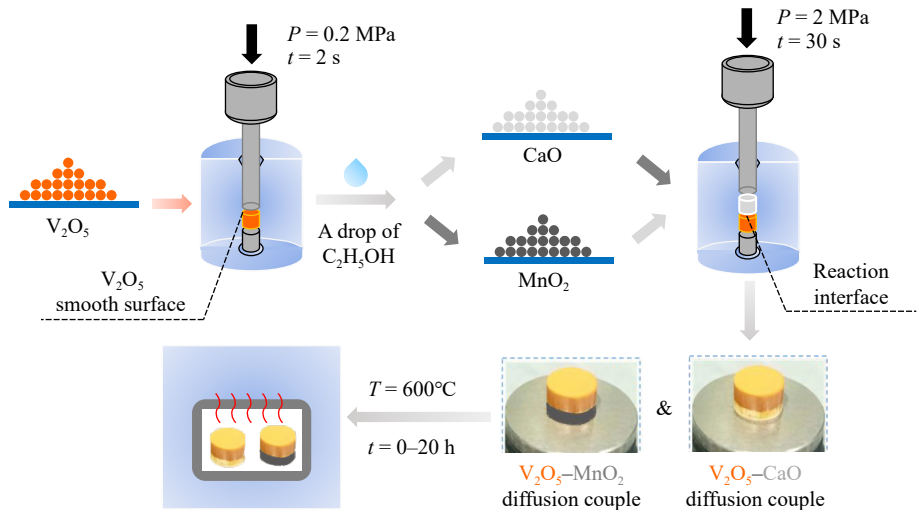 P = 0.2 MPa
t = 2 s
P = 2 MPa
t = 30 s
V₂O₅
A drop of
C₂H₅OH
CaO
MnO₂
V₂O₅
smooth surface
Reaction
interface
T = 600℃
t = 0–20 h
&
V₂O₅–MnO₂
diffusion couple
V₂O₅–CaO
diffusion couple